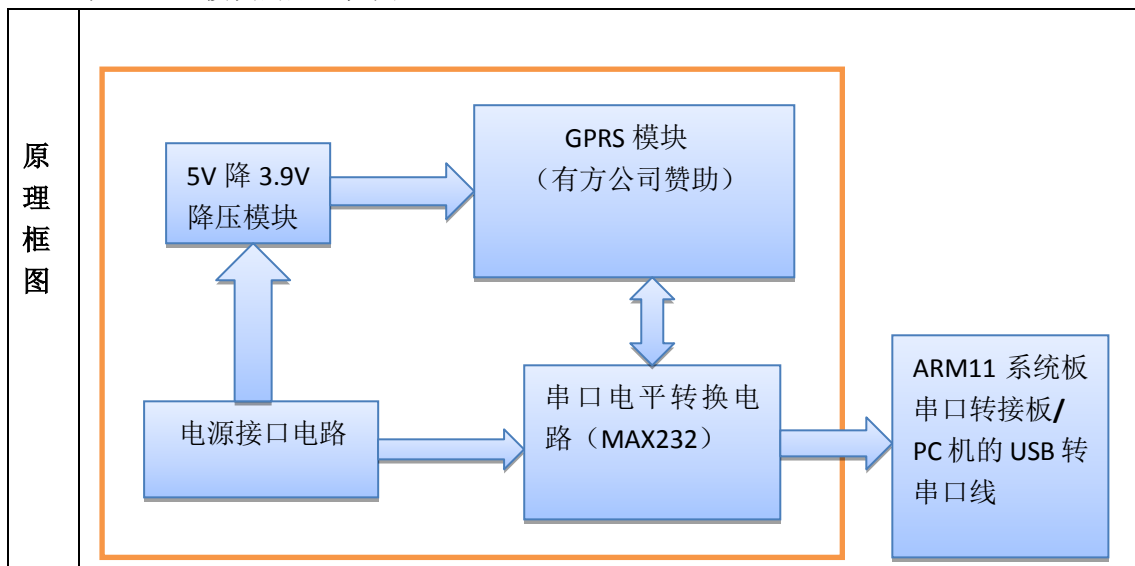 原
理
框
图
5V 降 3.9V
降压模块
GPRS 模块
（有方公司赞助）
电源接口电路
串口电平转换电
路（MAX232）
ARM11 系统板
串口转接板/
PC 机的 USB 转
串口线